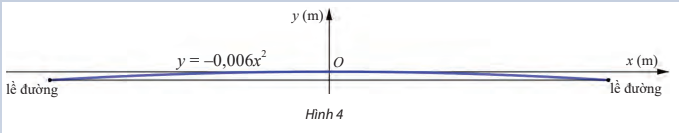 y (m)
y = –0,006x²
O
x (m)
lề đường
lề đường
Hình 4